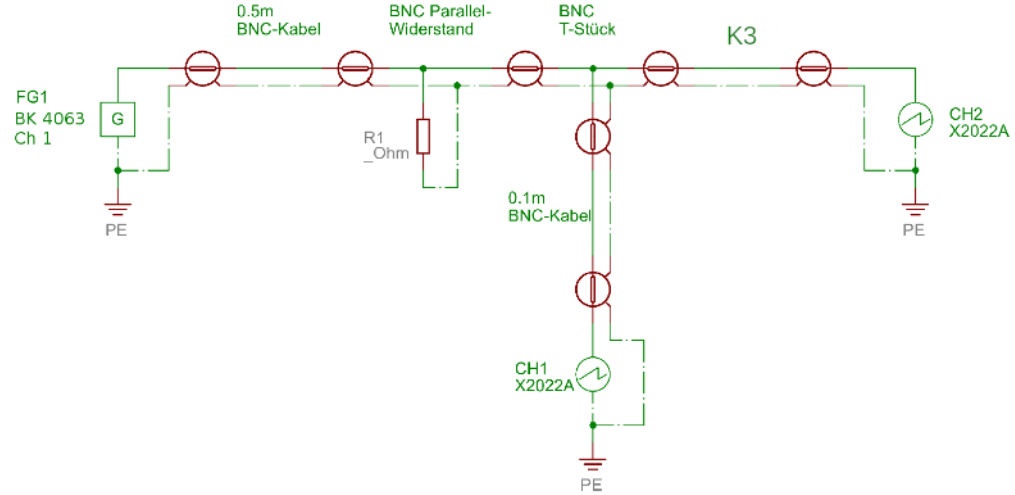 0.5m
BNC-Kabel
BNC Parallel-
Widerstand
BNC
T-Stück
K3
FG1
BK 4063
Ch 1
G
R1
_Ohm
CH2
X2022A
0.1m
BNC-Kabel
PE
PE
CH1
X2022A
PE